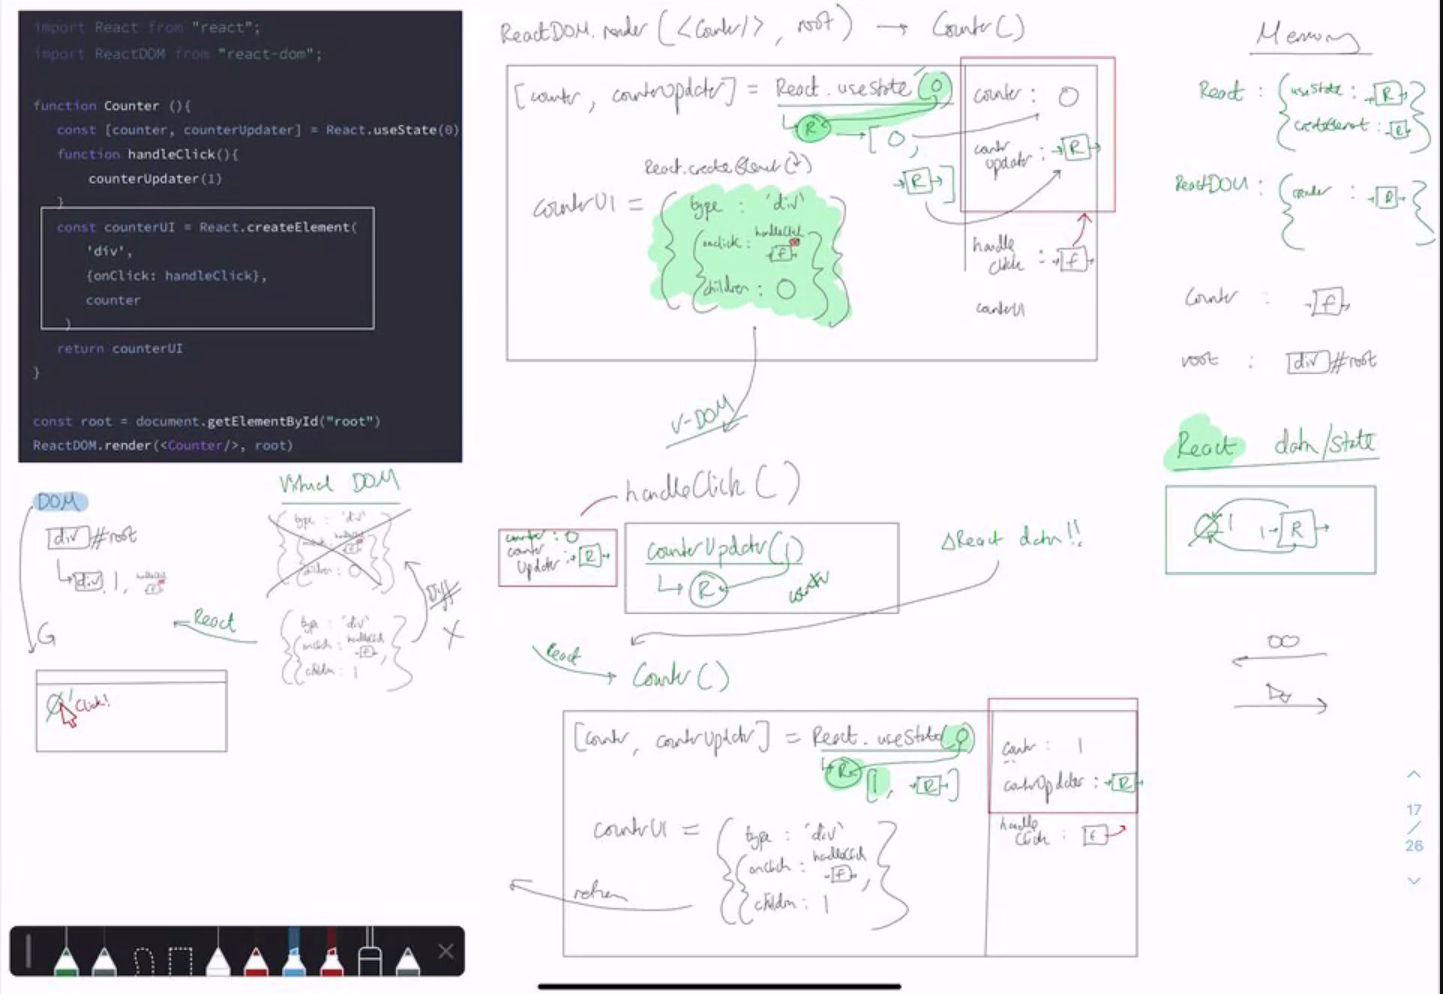 import React from "react";
import ReactDOM from "react-dom";
function Counter (){
const [counter, counterUpdater] = React.useState(0)
function handleClick(){
counterUpdater(1)
}
const counterUI = React.createElement(
'div',
{onClick: handleClick},
counter
)
return counterUI
}
const root = document.getElementById("root")
ReactDOM.render(<Counter/>, root)
ReactDOM.render(<Counter/>, root) → Counter()
[counter, counterUpdater] = React.useState(0)
R
[0,
R]
React.createElement(
counterUI = {
type : 'div'
onclick : handleClick
f
children : 0
}
counter : 0
counter updater : R
handle click : f
counterUI
V-DOM
Memory
React : { useState : R
createElement : R }
ReactDOM : { render : R }
Counter : f
root : div #root
React data/state
0 1 R
DOM
div #root
div, 1, handleClick
f
G
Click!
Virtual DOM
type : 'div'
onclick : handleClick
f
children : 0
React
Diff
type : 'div'
onclick : handleClick
f
children : 1
handleClick()
counter : 0
counter updater : R
counterUpdater(1)
R
counter
ΔReact data!!
React
Counter()
[counter, counterUpdater] = React.useState(0)
R
[1, R]
counterUI = {
type : 'div'
onclick : handleClick
f
children : 1
}
return
counter : 1
counterUpdater : R
handle click : f
∞
17
/
26